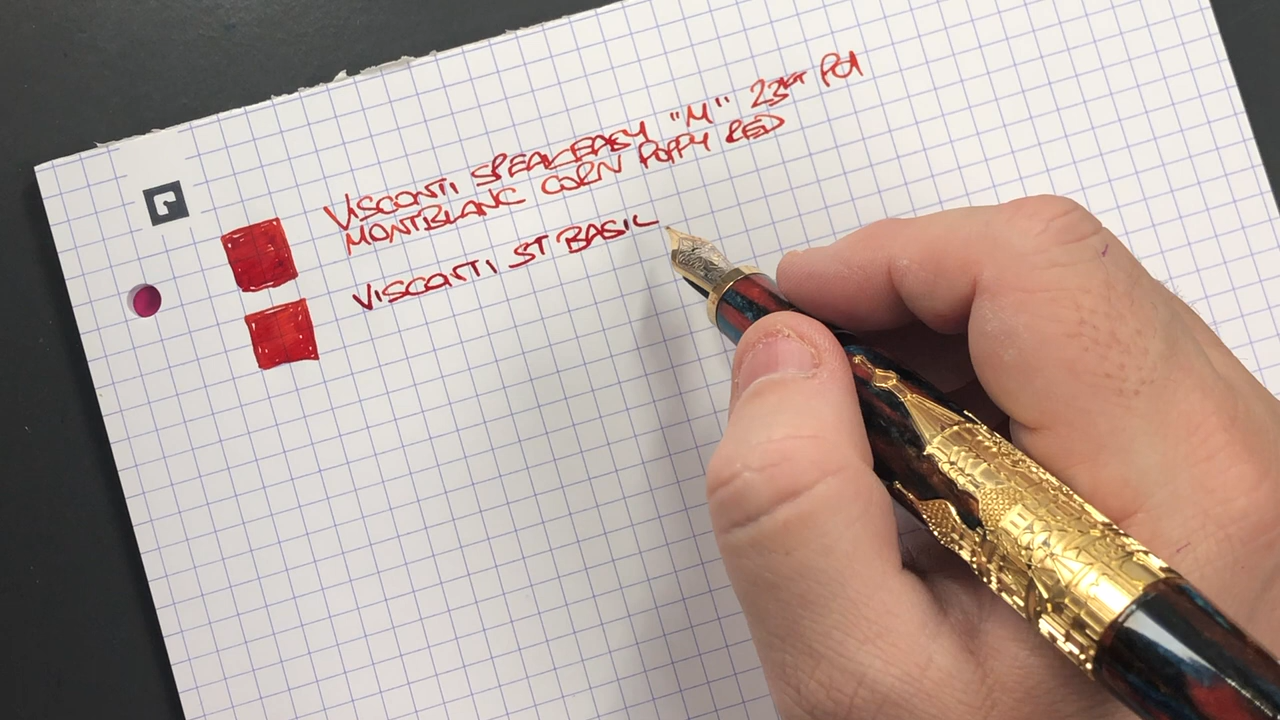 VISCONTI SPEAKEASY "M" 23KT Pd
MONTBLANC CORN POPPY RED
VISCONTI ST BASIL